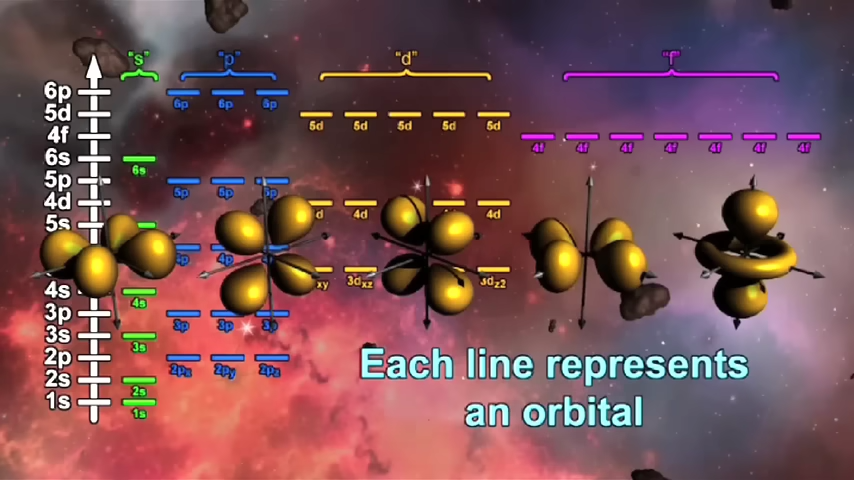 "s" "p" "d" "f"
6p 6p 6p 6p
5d 5d 5d 5d 5d 5d
4f 4f 4f 4f 4f 4f 4f 4f
6s 6s
5p 5p 5p 5p
4d 4d 4d
5s
4p
4s 4s 3dxz 3dz2
3p 3p 3p 3p
3s 3s
2p 2px 2py 2pz
2s 2s
1s 1s
Each line represents
an orbital